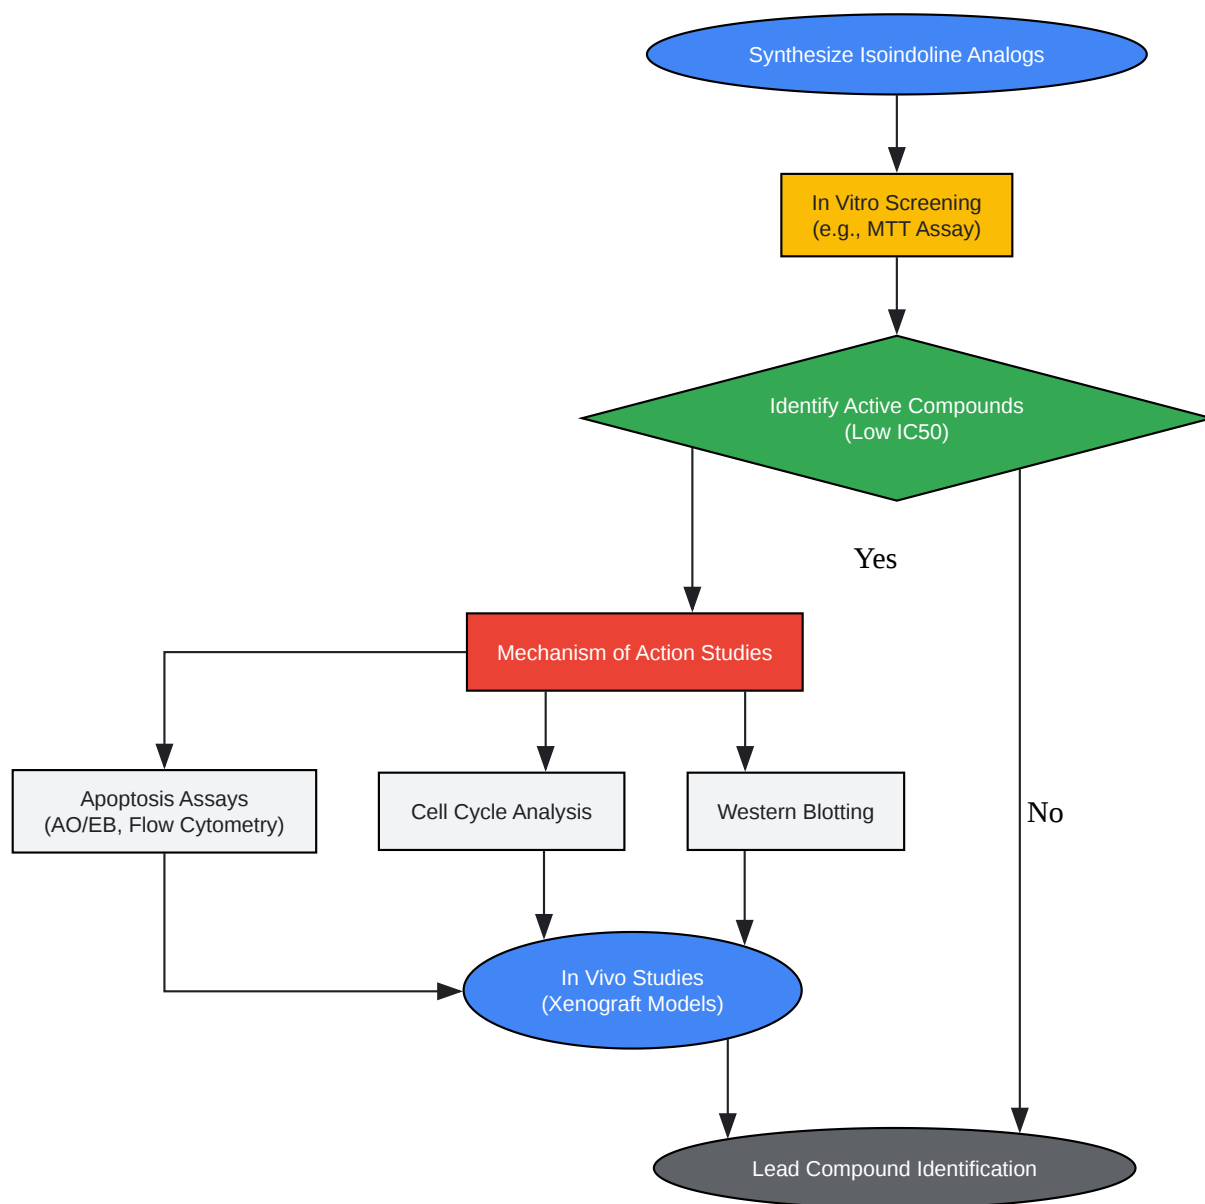 Synthesize Isoindoline Analogs
In Vitro Screening
(e.g., MTT Assay)
Identify Active Compounds
(Low IC50)
Yes
Mechanism of Action Studies
Apoptosis Assays
(AO/EB, Flow Cytometry)
Cell Cycle Analysis
Western Blotting
No
In Vivo Studies
(Xenograft Models)
Lead Compound Identification